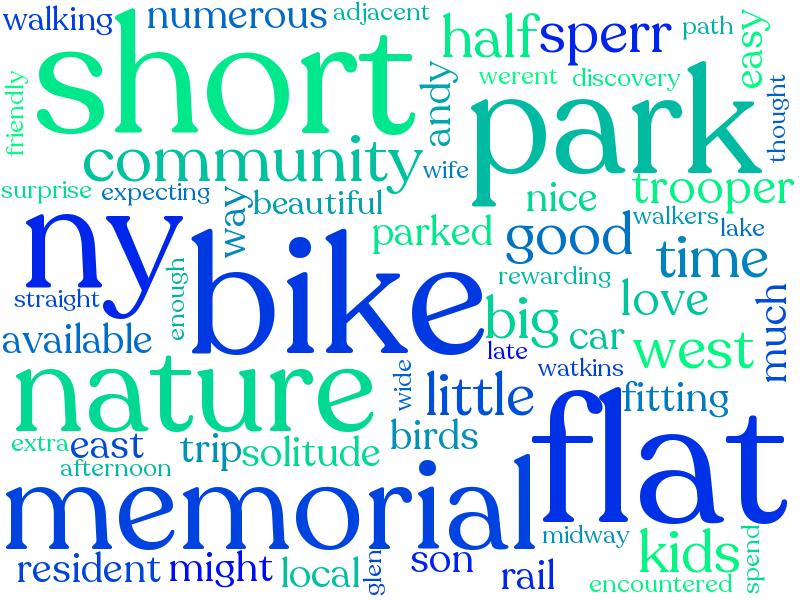 walking
numerous
adjacent
short
half
sperr
path
easy
friendly
andy
werent
discovery
thought
park
community
wife
surprise
expecting
way
beautiful
nice
trooper
ny
parked
good
walkers
lake
time
bike
straight
enough
rewarding
love
much
available
big
car
west
late
watkins
nature
wide
little
fitting
extra
east
trip
solitude
birds
flat
afternoon
memorial
midway
kids
spend
resident
might
local
glen
son
rail
encountered